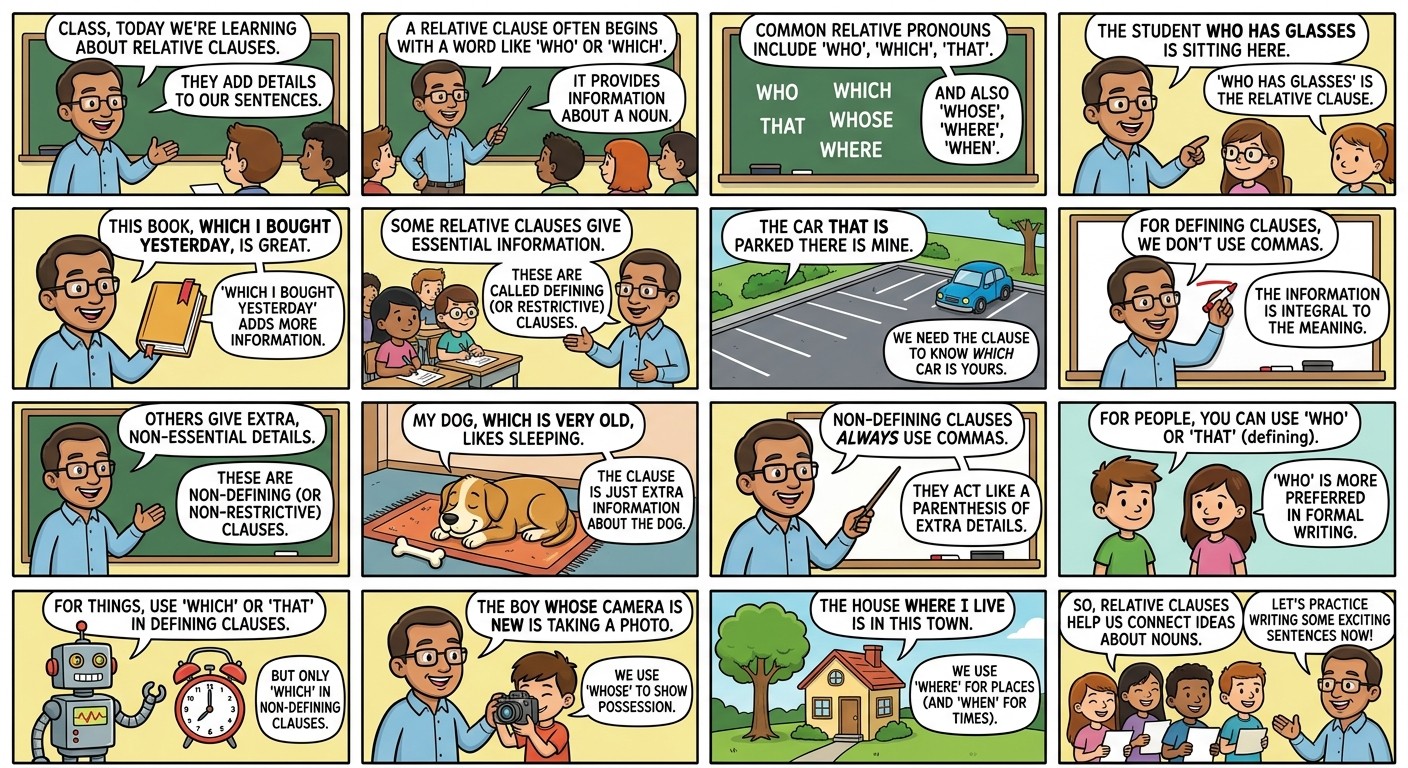 CLASS, TODAY WE'RE LEARNING
ABOUT RELATIVE CLAUSES.
THEY ADD DETAILS
TO OUR SENTENCES.
A RELATIVE CLAUSE OFTEN BEGINS
WITH A WORD LIKE 'WHO' OR 'WHICH'.
IT PROVIDES
INFORMATION
ABOUT A NOUN.
COMMON RELATIVE PRONOUNS
INCLUDE 'WHO', 'WHICH', 'THAT'.
WHO
WHICH
THAT
WHOSE
WHERE
AND ALSO
'WHOSE',
'WHERE',
'WHEN'.
THE STUDENT WHO HAS GLASSES
IS SITTING HERE.
'WHO HAS GLASSES' IS
THE RELATIVE CLAUSE.
THIS BOOK, WHICH I BOUGHT
YESTERDAY, IS GREAT.
'WHICH I BOUGHT
YESTERDAY'
ADDS MORE
INFORMATION.
SOME RELATIVE CLAUSES GIVE
ESSENTIAL INFORMATION.
THESE ARE
CALLED DEFINING
(OR RESTRICTIVE)
CLAUSES.
THE CAR THAT IS
PARKED THERE IS MINE.
WE NEED THE CLAUSE
TO KNOW WHICH
CAR IS YOURS.
FOR DEFINING CLAUSES,
WE DON'T USE COMMAS.
THE INFORMATION
IS INTEGRAL TO
THE MEANING.
OTHERS GIVE EXTRA,
NON-ESSENTIAL DETAILS.
THESE ARE
NON-DEFINING (OR
NON-RESTRICTIVE)
CLAUSES.
MY DOG, WHICH IS VERY OLD,
LIKES SLEEPING.
THE CLAUSE
IS JUST EXTRA
INFORMATION
ABOUT THE DOG.
NON-DEFINING CLAUSES
ALWAYS USE COMMAS.
THEY ACT LIKE A
PARENTHESIS OF
EXTRA DETAILS.
FOR PEOPLE, YOU CAN USE 'WHO'
OR 'THAT' (defining).
'WHO' IS MORE
PREFERRED
IN FORMAL
WRITING.
FOR THINGS, USE 'WHICH' OR 'THAT'
IN DEFINING CLAUSES.
BUT ONLY
'WHICH' IN
NON-DEFINING
CLAUSES.
THE BOY WHOSE CAMERA IS
NEW IS TAKING A PHOTO.
WE USE
'WHOSE' TO SHOW
POSSESSION.
THE HOUSE WHERE I LIVE
IS IN THIS TOWN.
WE USE
'WHERE' FOR PLACES
(AND 'WHEN' FOR
TIMES).
SO, RELATIVE CLAUSES
HELP US CONNECT IDEAS
ABOUT NOUNS.
LET'S PRACTICE
WRITING SOME EXCITING
SENTENCES NOW!